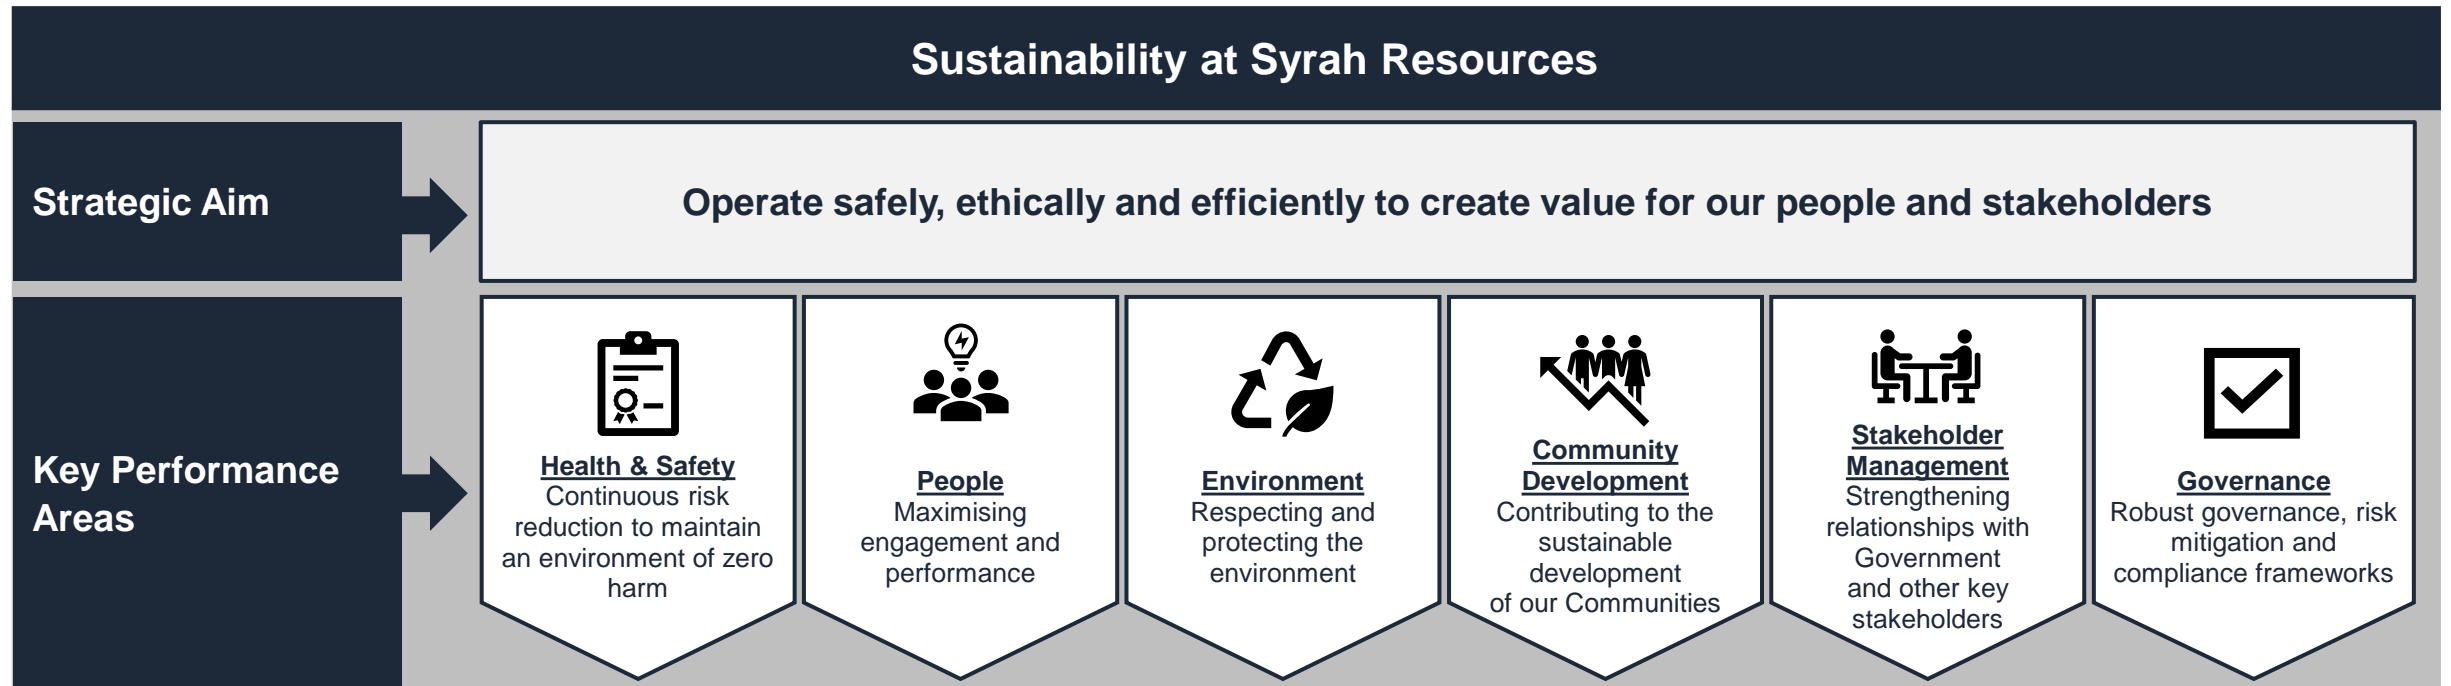 Sustainability at Syrah Resources
Strategic Aim
Operate safely, ethically and efficiently to create value for our people and stakeholders
Key Performance
Areas
Health & Safety
Continuous risk
reduction to maintain
an environment of zero
harm
People
Maximising
engagement and
performance
Environment
Respecting and
protecting the
environment
Community
Development
Contributing to the
sustainable
development
of our Communities
Stakeholder
Management
Strengthening
relationships with
Government
and other key
stakeholders
Governance
Robust governance, risk
mitigation and
compliance frameworks